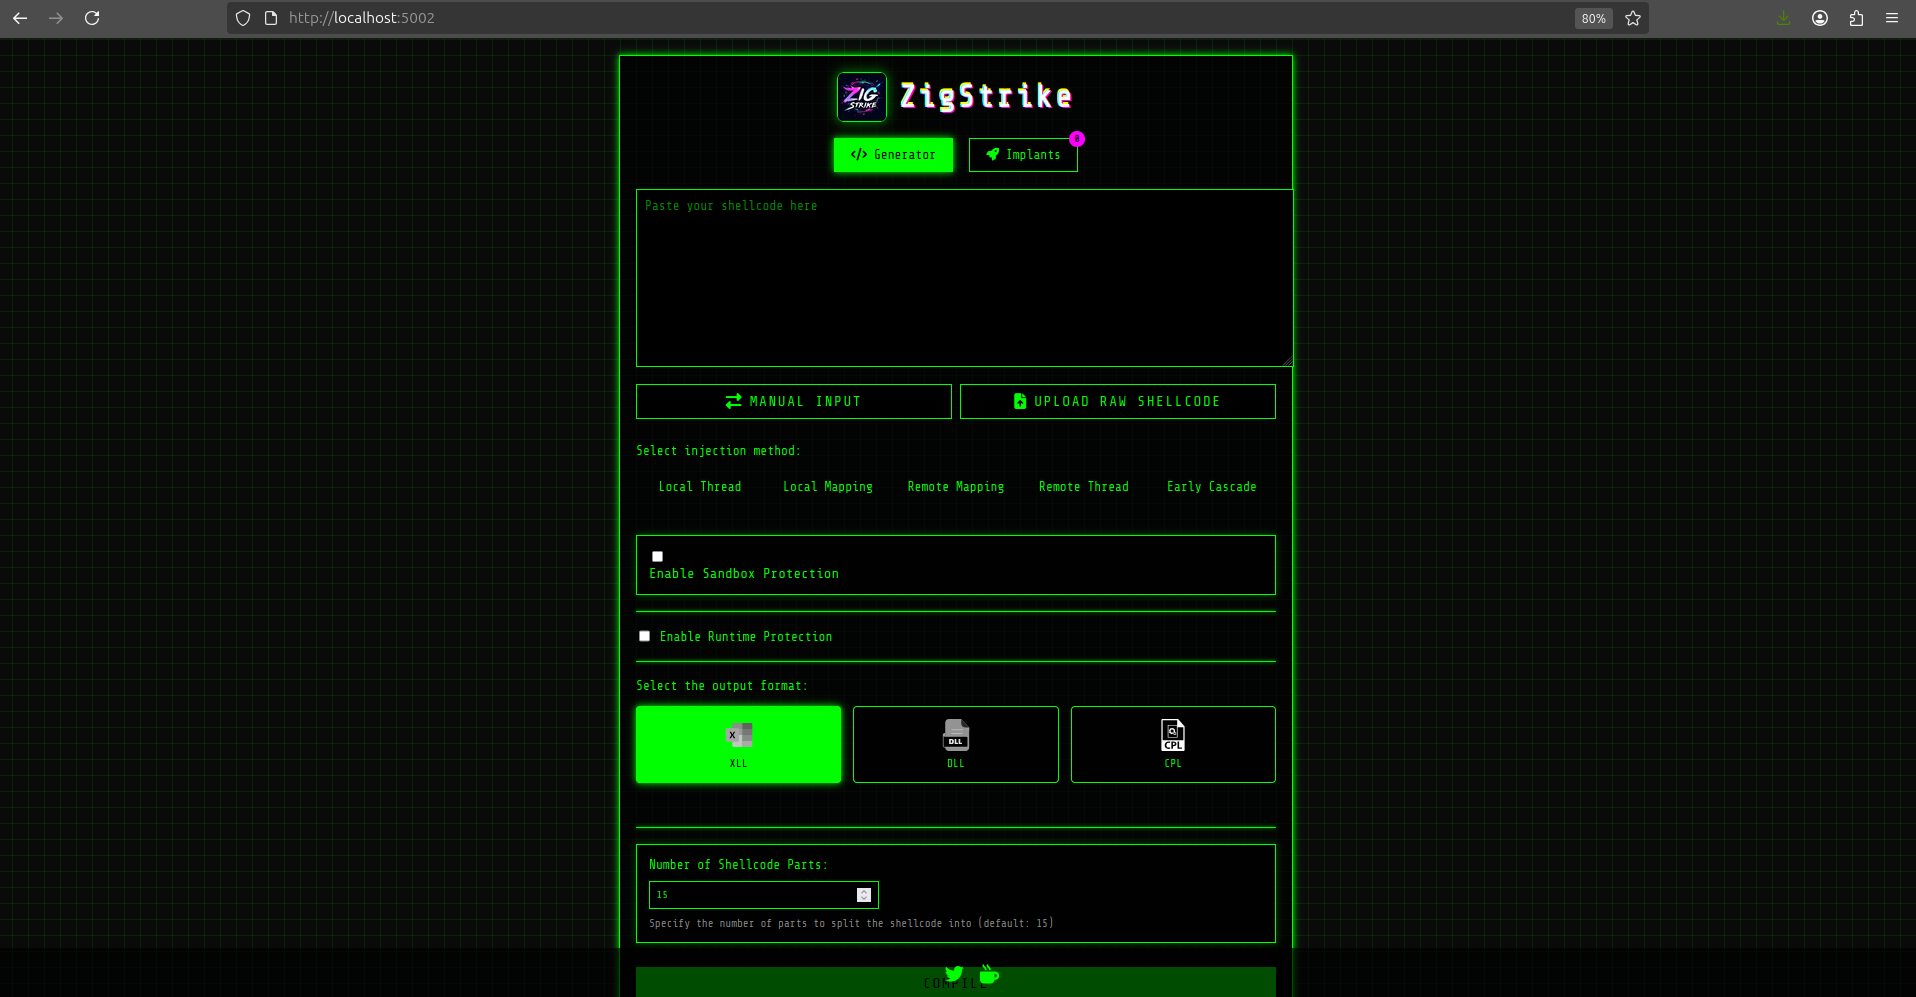 http://localhost:5002
80%
ZIG STRIKE
ZigStrike
</> Generator
Implants
Paste your shellcode here
MANUAL INPUT
UPLOAD RAW SHELLCODE
Select injection method:
Local Thread
Local Mapping
Remote Mapping
Remote Thread
Early Cascade
Enable Sandbox Protection
Enable Runtime Protection
Select the output format:
X
XLL
DLL
DLL
CPL
CPL
Number of Shellcode Parts:
15
Specify the number of parts to split the shellcode into (default: 15)
COMPILE